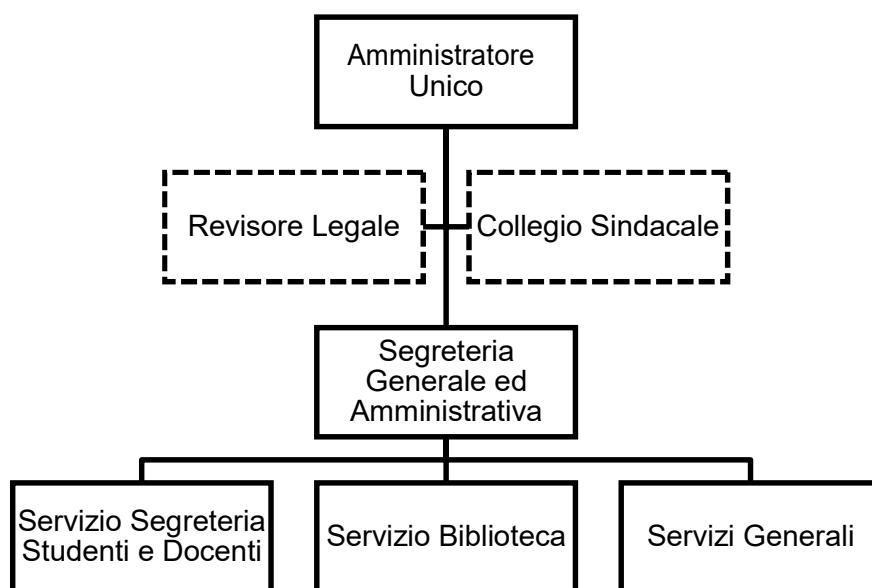 Amministratore
Unico
Revisore Legale
Collegio Sindacale
Segreteria
Generale ed
Amministrativa
Servizio Segreteria
Studenti e Docenti
Servizio Biblioteca
Servizi Generali